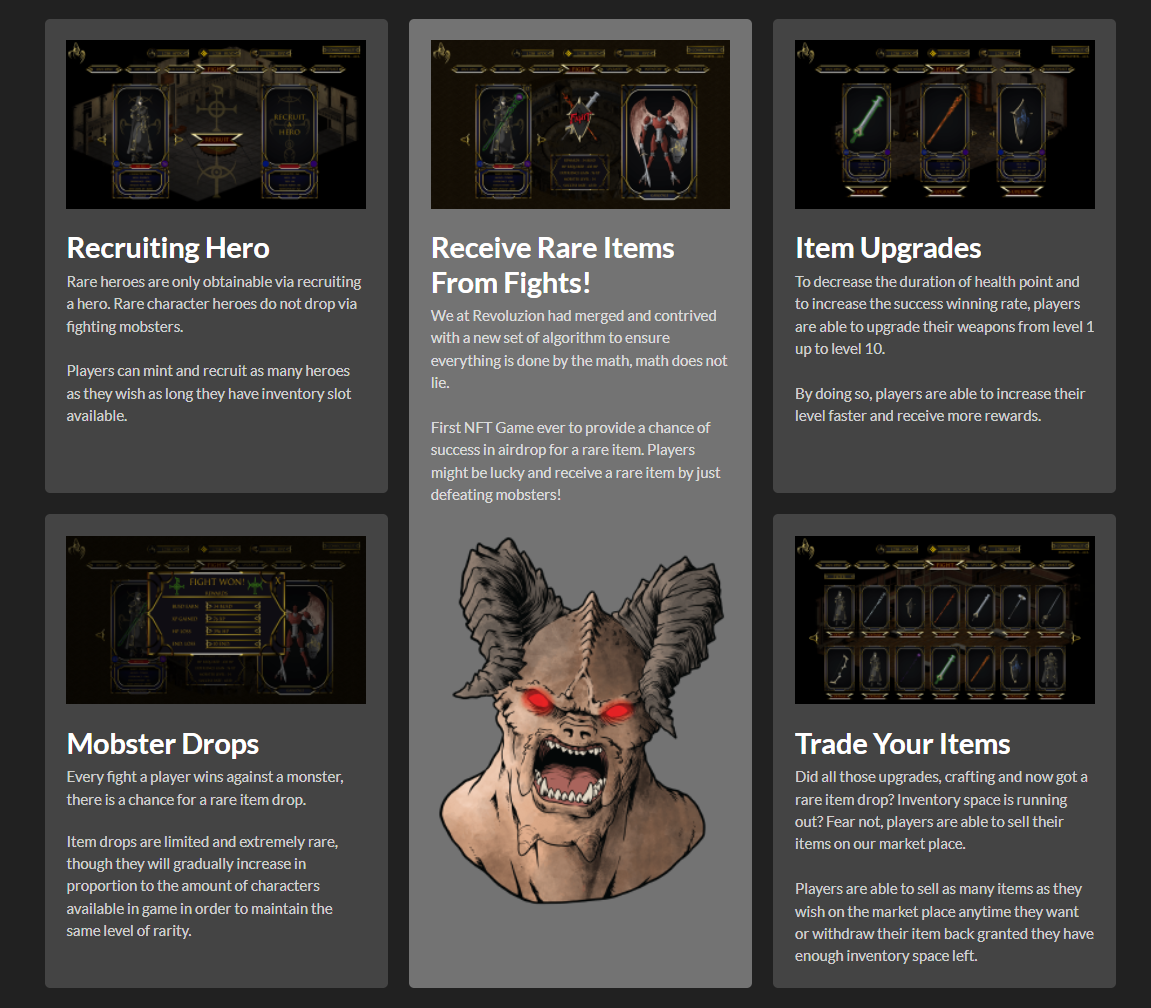 RECRUIT
A
HERO
RECRUIT
Recruiting Hero
Rare heroes are only obtainable via recruiting
a hero. Rare character heroes do not drop via
fighting mobsters.
Players can mint and recruit as many heroes
as they wish as long they have inventory slot
available.
FIGHT
Receive Rare Items
From Fights!
We at Revoluzion had merged and contrived
with a new set of algorithm to ensure
everything is done by the math, math does not
lie.
First NFT Game ever to provide a chance of
success in airdrop for a rare item. Players
might be lucky and receive a rare item by just
defeating mobsters!
Item Upgrades
To decrease the duration of health point and
to increase the success winning rate, players
are able to upgrade their weapons from level 1
up to level 10.
By doing so, players are able to increase their
level faster and receive more rewards.
FIGHT WON!
X
REWARDS
Mobster Drops
Every fight a player wins against a monster,
there is a chance for a rare item drop.
Item drops are limited and extremely rare,
though they will gradually increase in
proportion to the amount of characters
available in game in order to maintain the
same level of rarity.
Trade Your Items
Did all those upgrades, crafting and now got a
rare item drop? Inventory space is running
out? Fear not, players are able to sell their
items on our market place.
Players are able to sell as many items as they
wish on the market place anytime they want
or withdraw their item back granted they have
enough inventory space left.